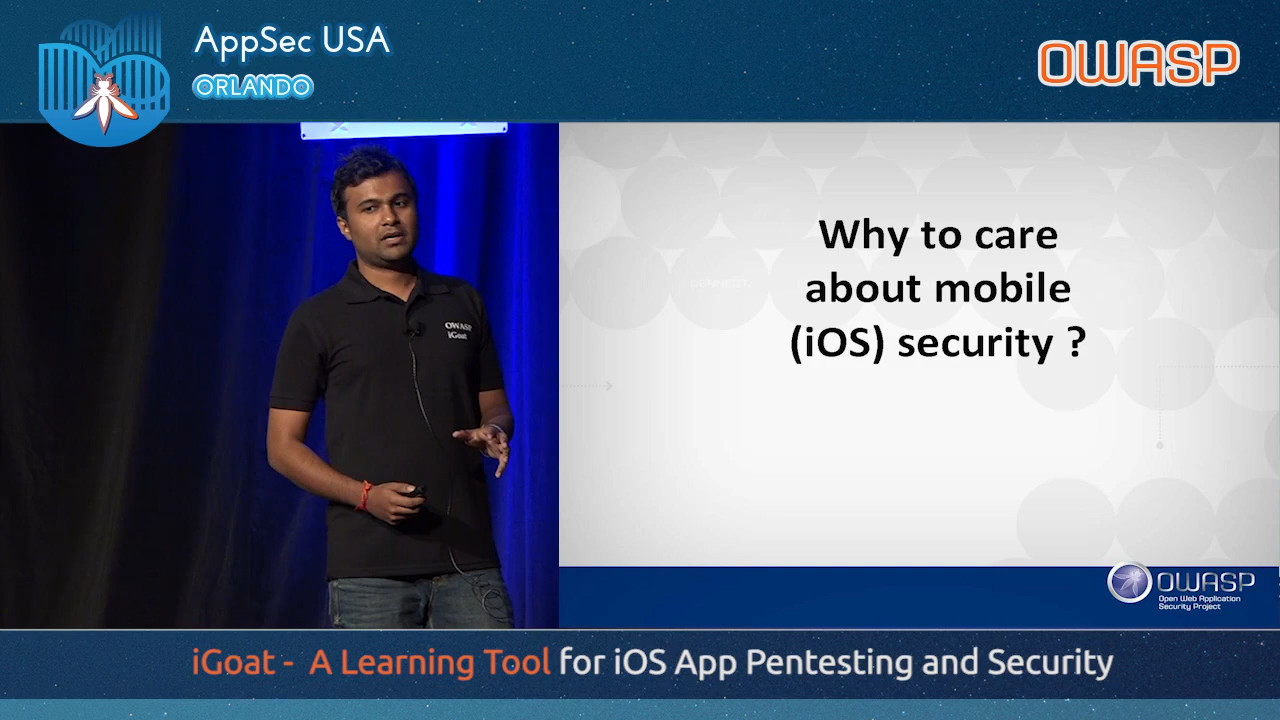 AppSec USA
ORLANDO
OWASP
OWASP
iGoat
Why to care
about mobile
(iOS) security ?
OWASP
Open Web Application
Security Project
iGoat - A Learning Tool for iOS App Pentesting and Security